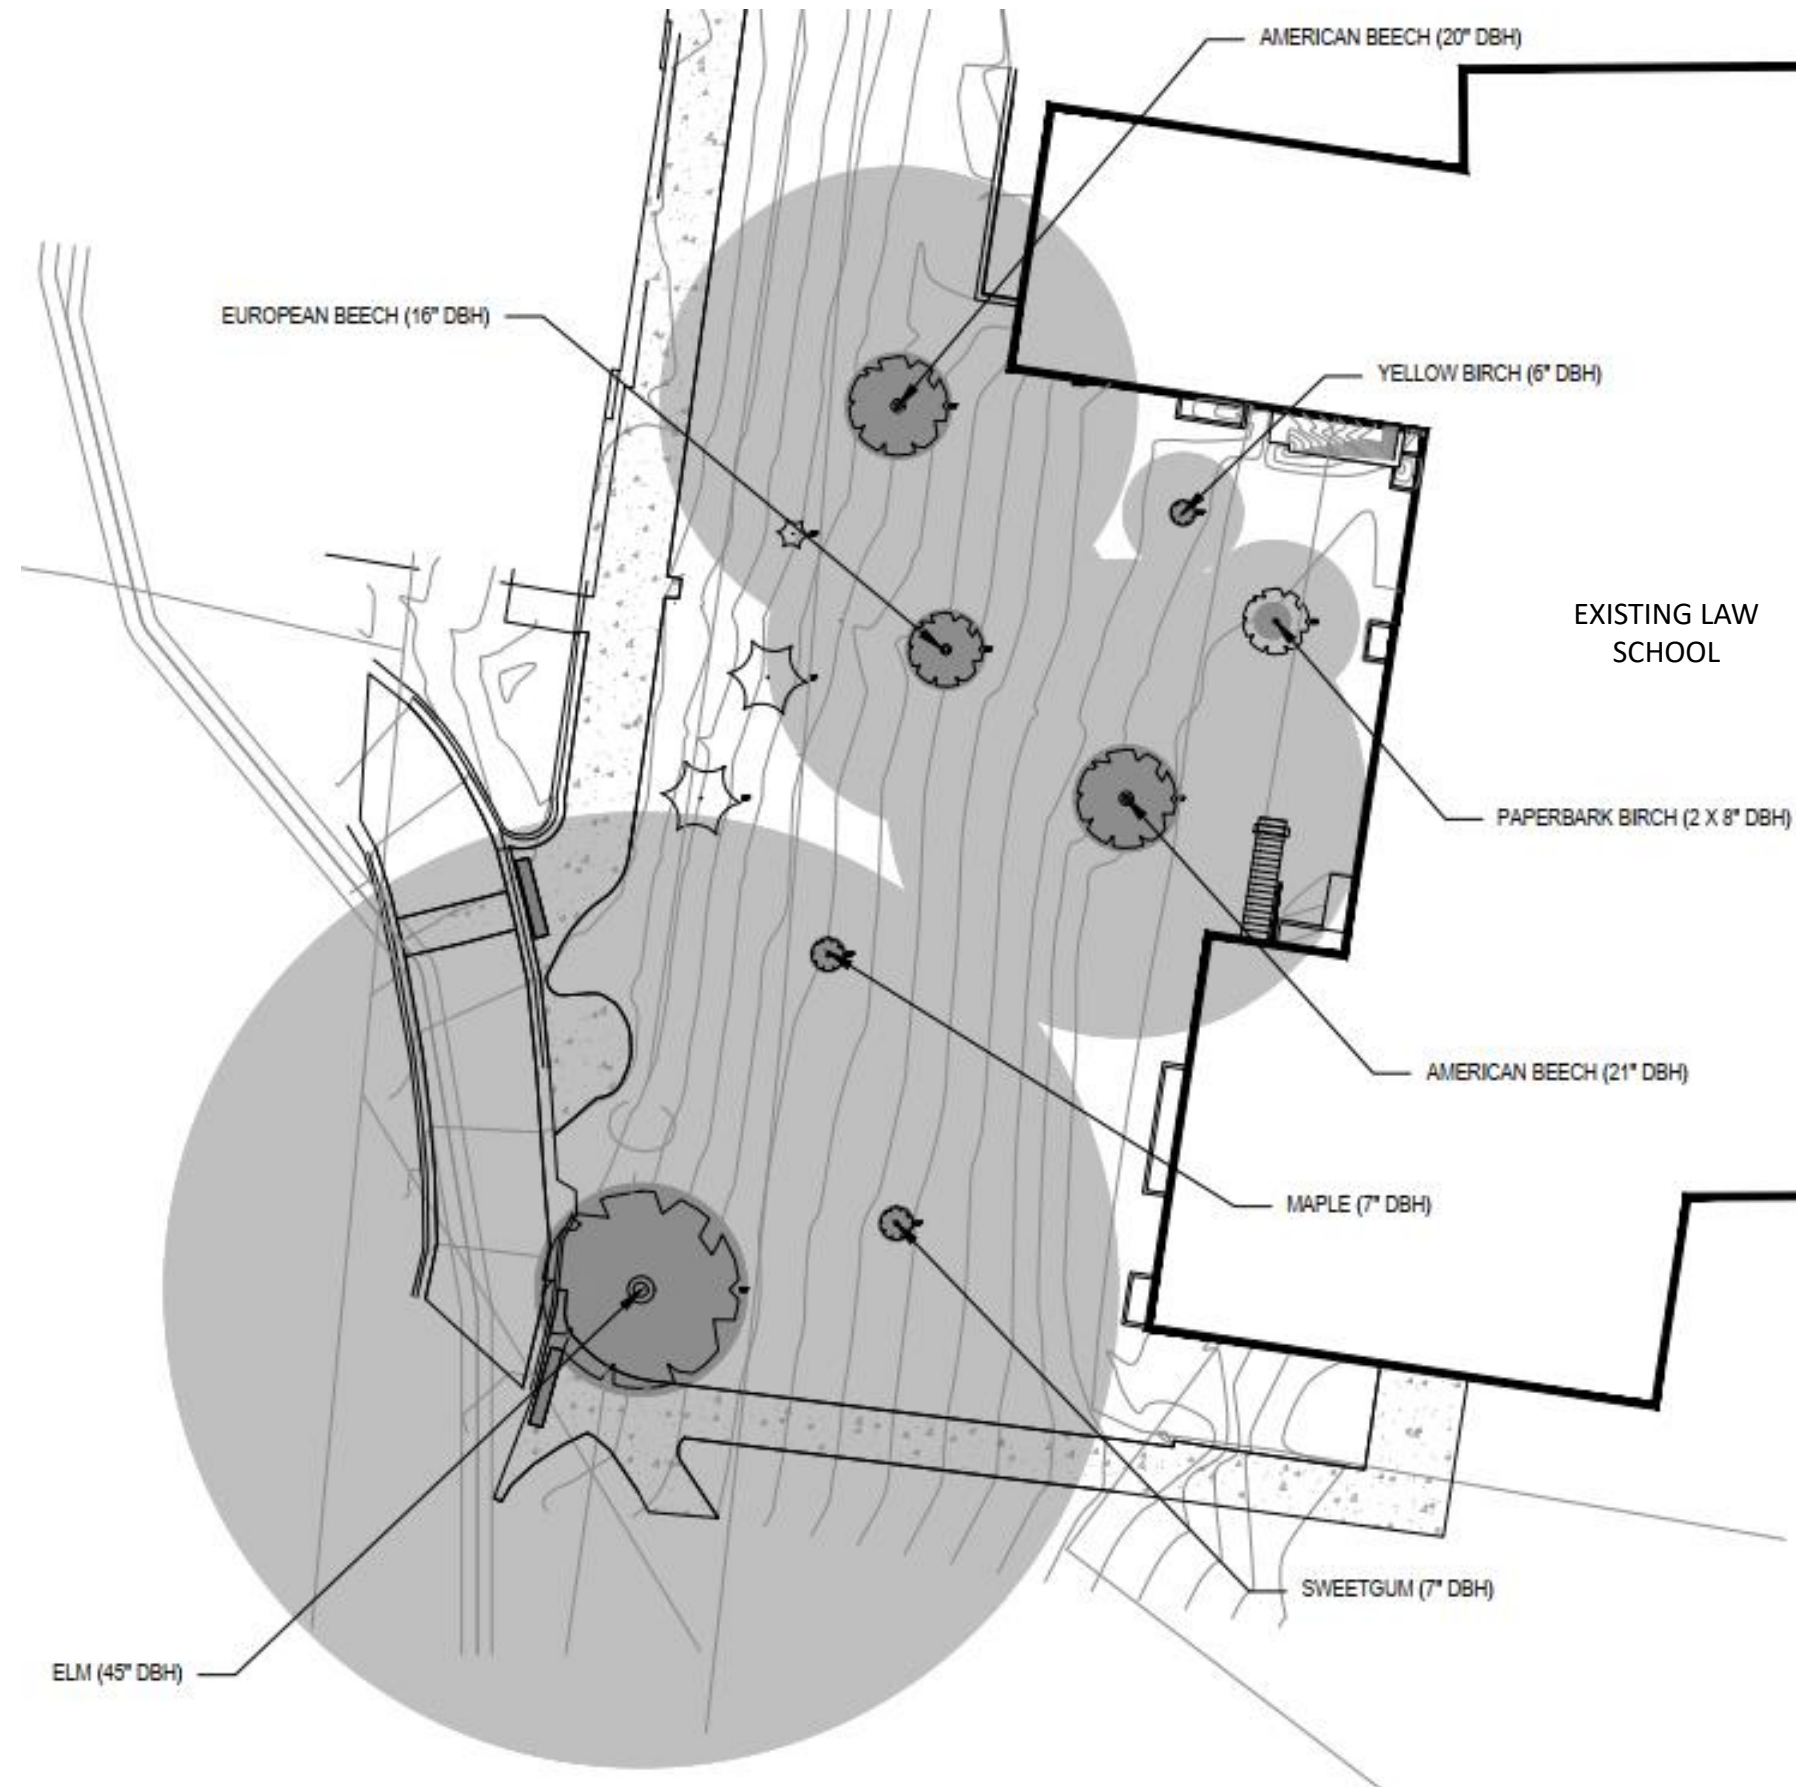 AMERICAN BEECH (20" DBH)
EUROPEAN BEECH (16" DBH)
YELLOW BIRCH (6" DBH)
EXISTING LAW
SCHOOL
PAPERBARK BIRCH (2 X 8" DBH)
AMERICAN BEECH (21" DBH)
MAPLE (7" DBH)
SWEETGUM (7" DBH)
ELM (45" DBH)